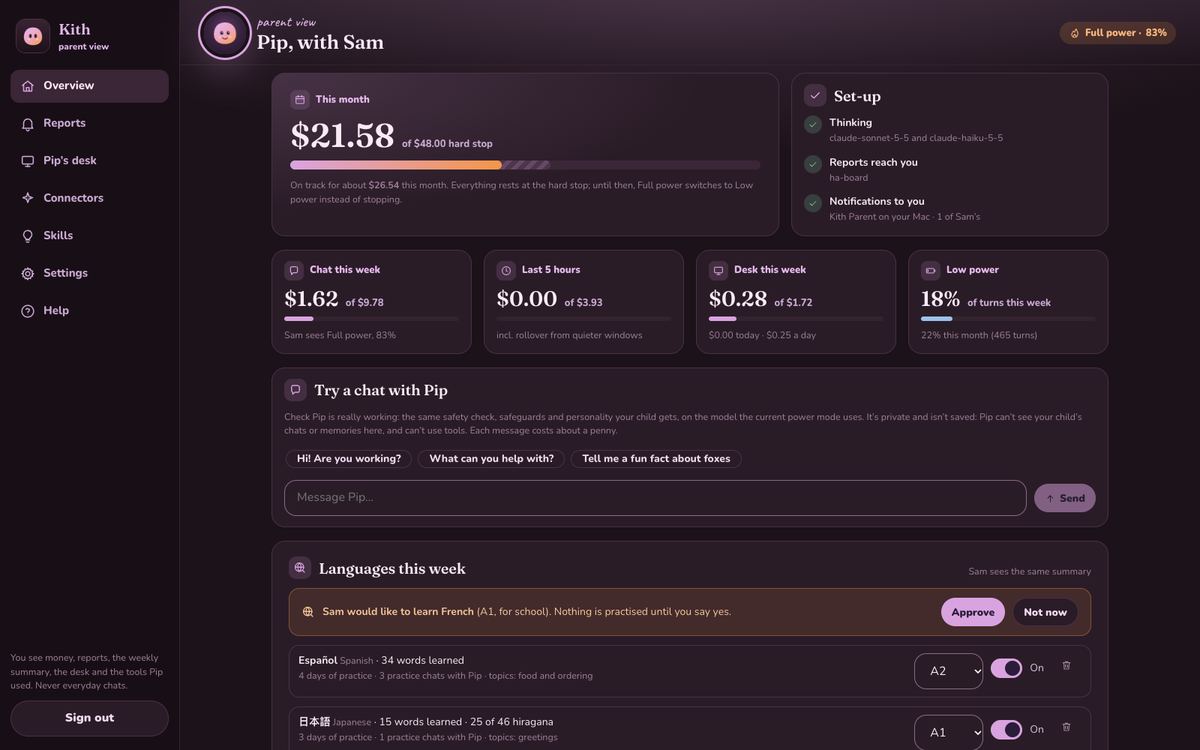 Kith
parent view
Overview
Reports
Pip's desk
Connectors
Skills
Settings
Help
You see money, reports, the weekly
summary, the desk and the tools Pip
used. Never everyday chats.
Sign out
parent view
Pip, with Sam
Full power · 83%
This month
$21.58 of $48.00 hard stop
On track for about $26.54 this month. Everything rests at the hard stop; until then, Full power switches to Low
power instead of stopping.
Set-up
Thinking
claude-sonnet-5-5 and claude-haiku-5-5
Reports reach you
ha-board
Notifications to you
Kith Parent on your Mac · 1 of Sam's
Chat this week
$1.62 of $9.78
Sam sees Full power, 83%
Last 5 hours
$0.00 of $3.93
incl. rollover from quieter windows
Desk this week
$0.28 of $1.72
$0.00 today · $0.25 a day
Low power
18% of turns this week
22% this month (465 turns)
Try a chat with Pip
Check Pip is really working: the same safety check, safeguards and personality your child gets, on the model the current power mode uses. It's private and isn't saved: Pip can't see your child's
chats or memories here, and can't use tools. Each message costs about a penny.
Hi! Are you working? What can you help with? Tell me a fun fact about foxes
Message Pip...
Send
Languages this week
Sam sees the same summary
Sam would like to learn French (A1, for school). Nothing is practised until you say yes.
Approve Not now
Español Spanish · 34 words learned
4 days of practice · 3 practice chats with Pip · topics: food and ordering
A2 On
日本語 Japanese · 15 words learned · 25 of 46 hiragana
3 days of practice · 1 practice chats with Pip · topics: greetings
A1 On